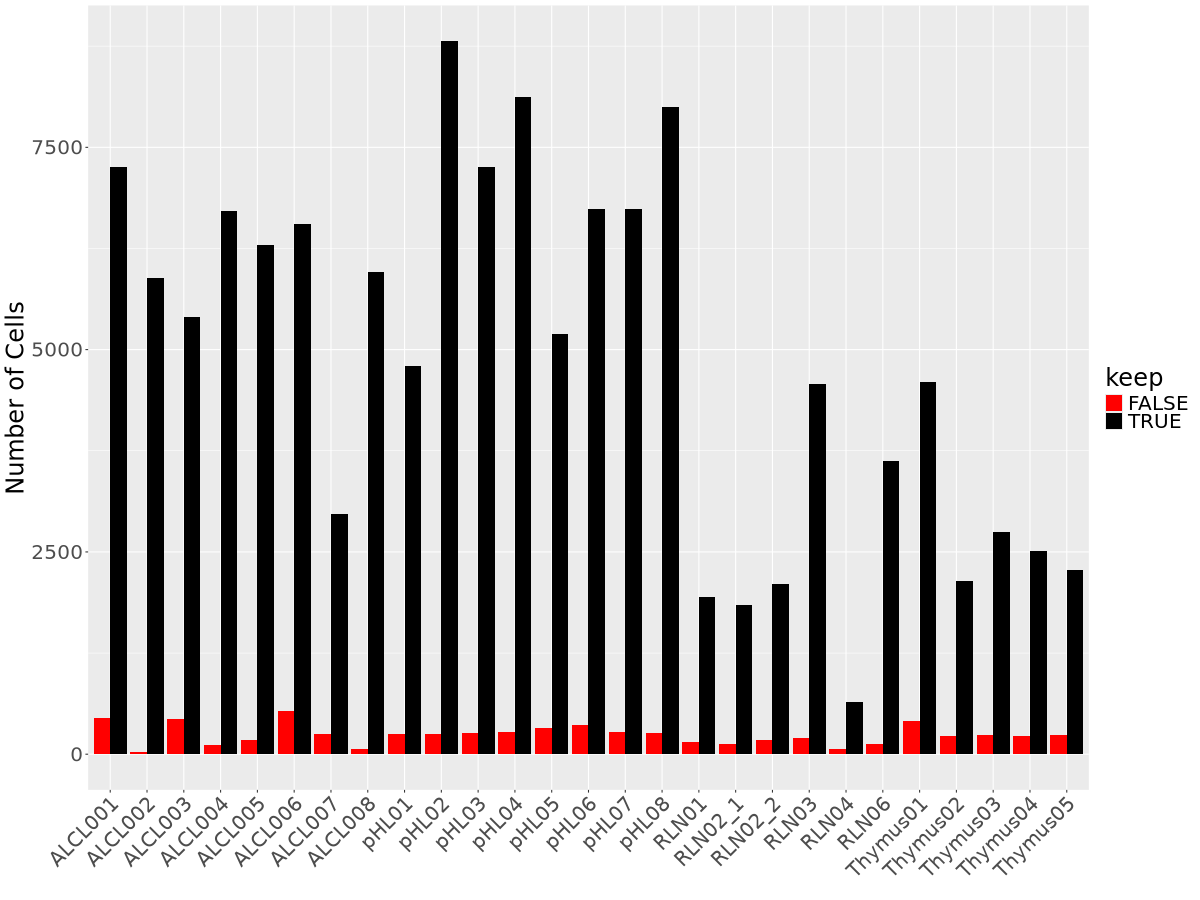 Number of Cells
7500
5000
2500
0
ALCL001
ALCL002
ALCL003
ALCL004
ALCL005
ALCL006
ALCL007
ALCL008
pHL01
pHL02
pHL03
pHL04
pHL05
pHL06
pHL07
pHL08
RLN01
RLN02_1
RLN02_2
RLN03
RLN04
RLN06
Thymus01
Thymus02
Thymus03
Thymus04
Thymus05
keep
FALSE
TRUE